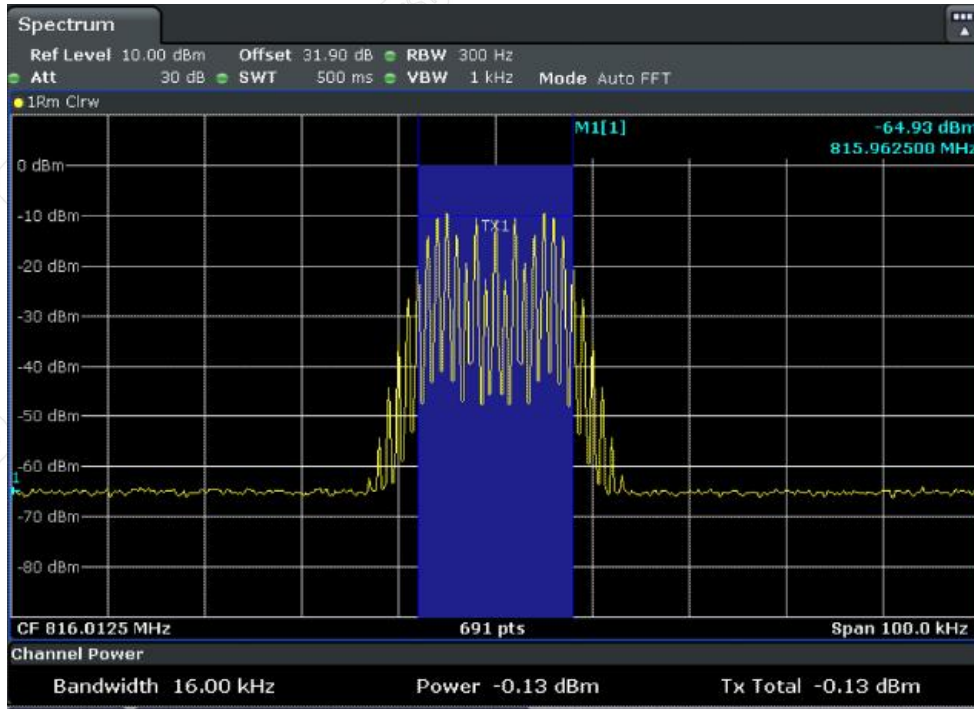 Spectrum
Ref Level 10.00 dBm Offset 31.90 dB RBW 300 Hz
Att 30 dB SWT 500 ms VBW 1 kHz Mode Auto FFT
1Rm Clrw
M1[1] -64.93 dBm
815.962500 MHz
0 dBm
-10 dBm
TX1
-20 dBm
-30 dBm
-40 dBm
-50 dBm
-60 dBm
1
-70 dBm
-80 dBm
CF 816.0125 MHz 691 pts Span 100.0 kHz
Channel Power
Bandwidth 16.00 kHz Power -0.13 dBm Tx Total -0.13 dBm